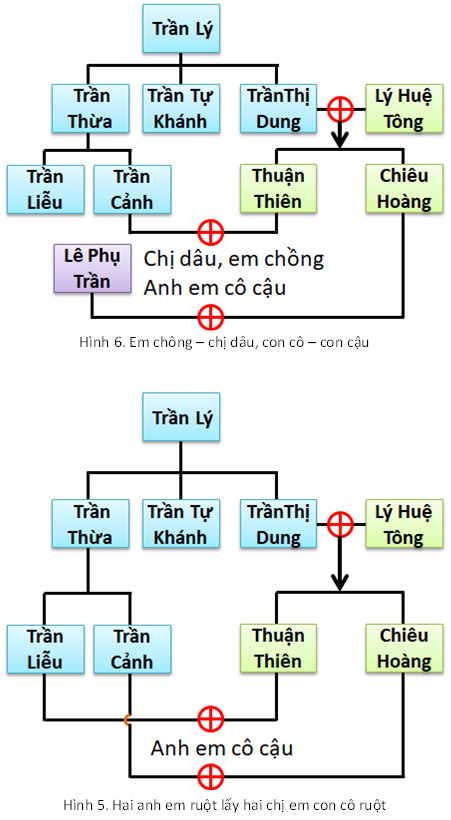 Trần Lý
Trần
Thừa
Trần Tự
Khánh
TrầnThị
Dung
Lý Huệ
Tông
Trần
Liễu
Trần
Cảnh
Thuận
Thiên
Chiêu
Hoàng
Lê Phụ
Trần
Chị dâu, em chồng
Anh em cô cậu
Hình 6. Em chông – chị dâu, con cô – con cậu
Trần Lý
Trần
Thừa
Trần Tự
Khánh
TrầnThị
Dung
Lý Huệ
Tông
Trần
Liễu
Trần
Cảnh
Thuận
Thiên
Chiêu
Hoàng
Anh em cô cậu
Hình 5. Hai anh em ruột lấy hai chị em con cô ruột